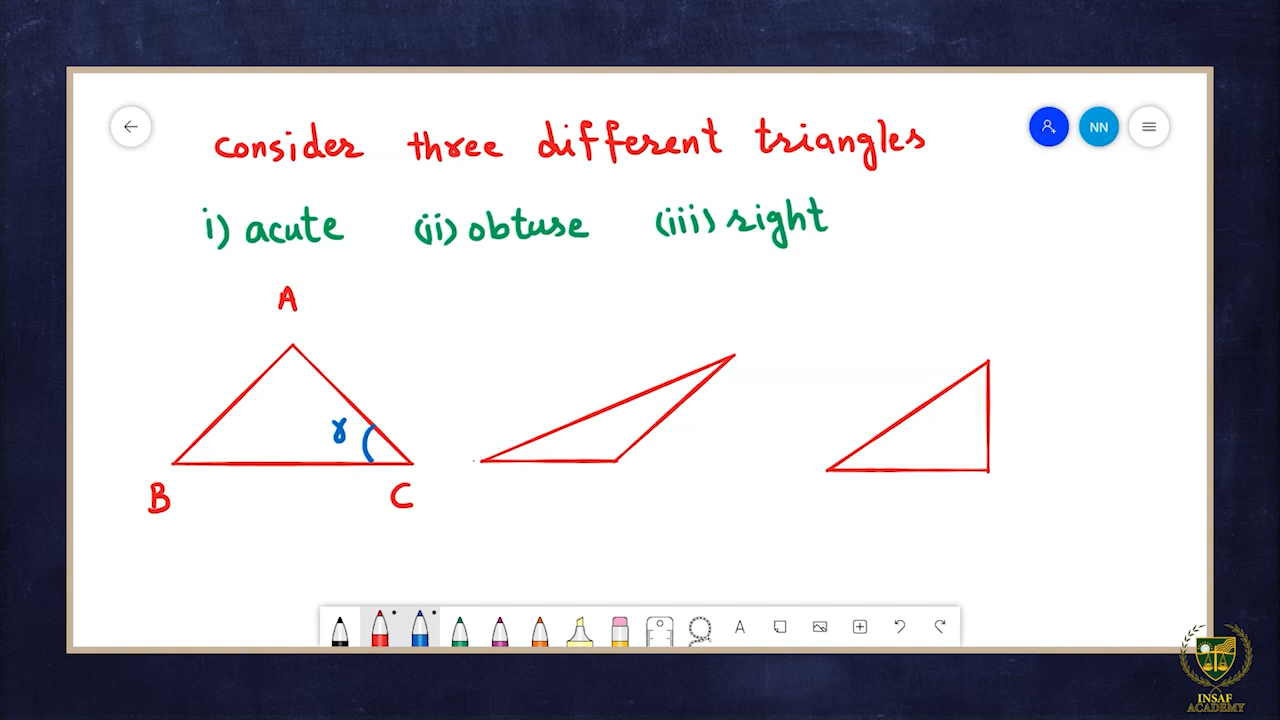 consider three different triangles
i) acute (ii) obtuse (iii) right
NN
A
γ
B
C
A
INSAF
ACADEMY